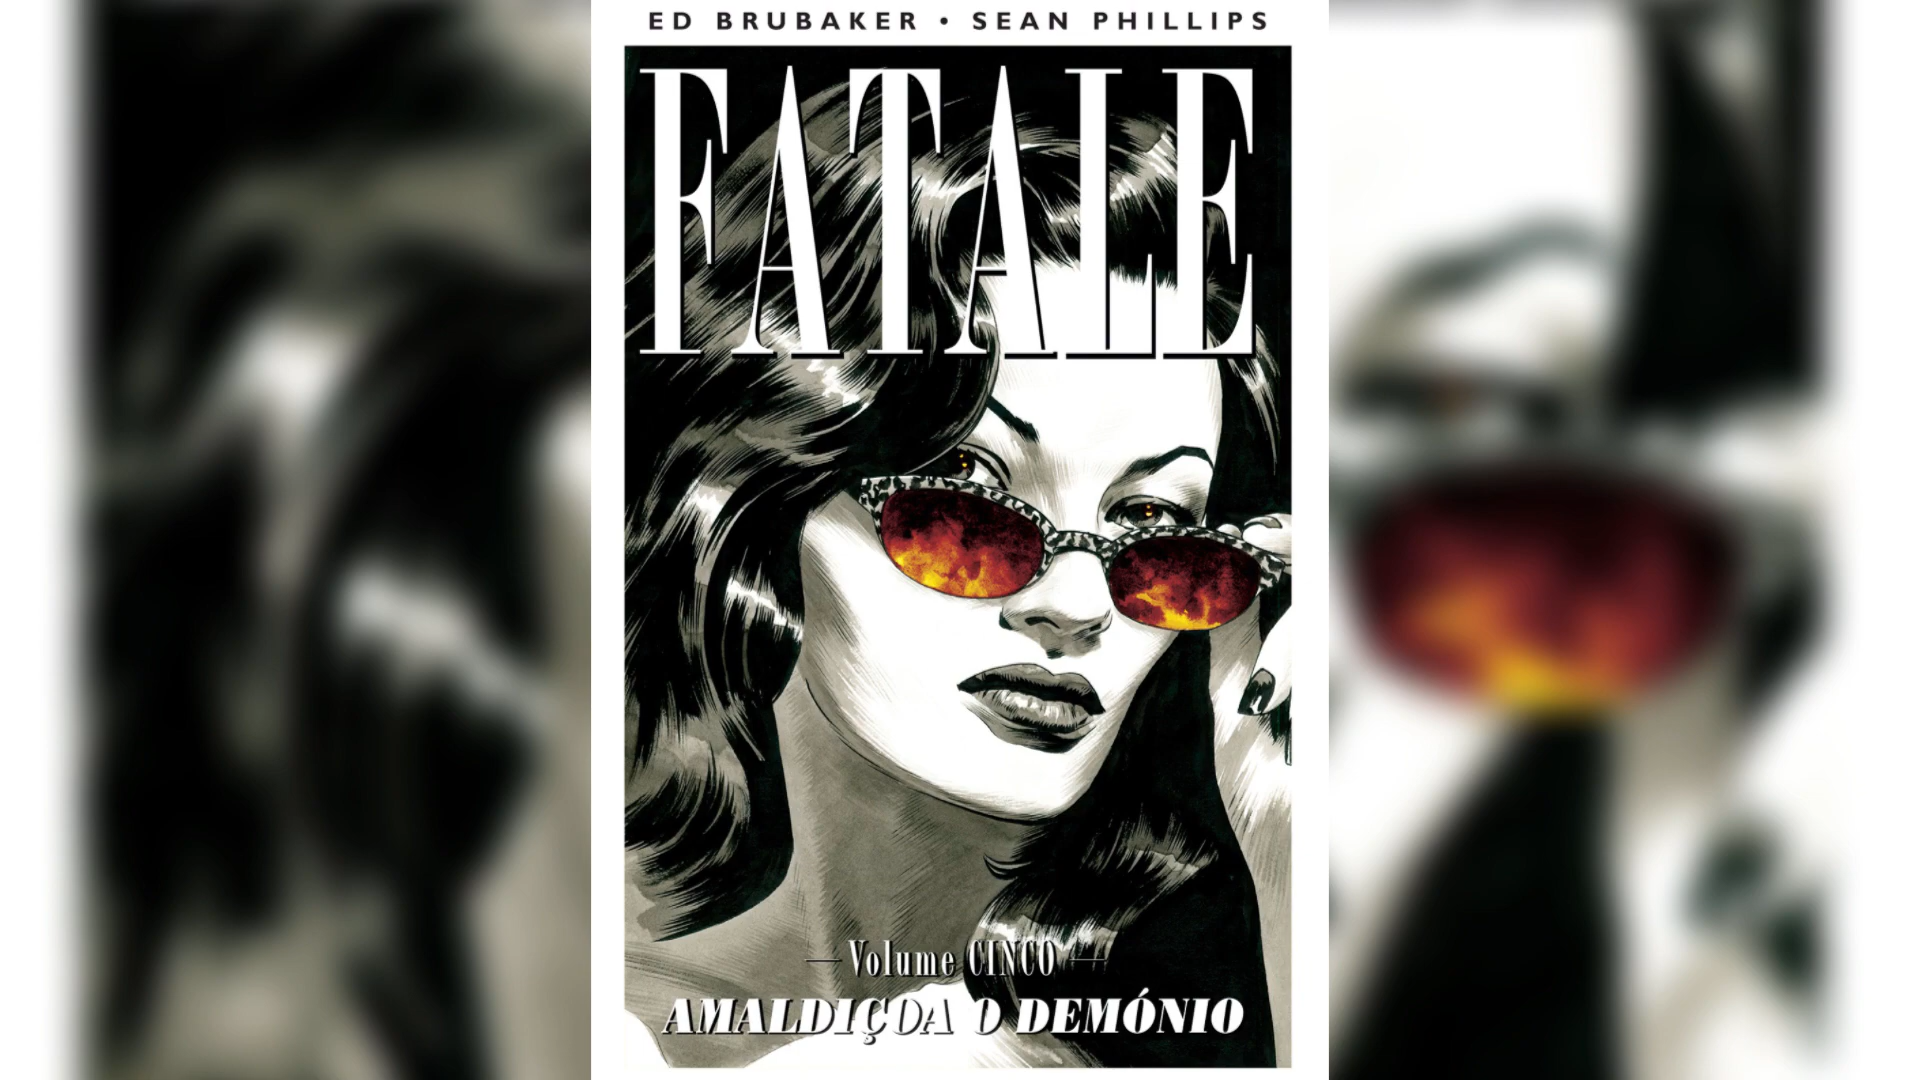 ED BRUBAKER • SEAN PHILLIPS
FATALE
— Volume CINCO —
AMALDIÇOA O DEMÓNIO